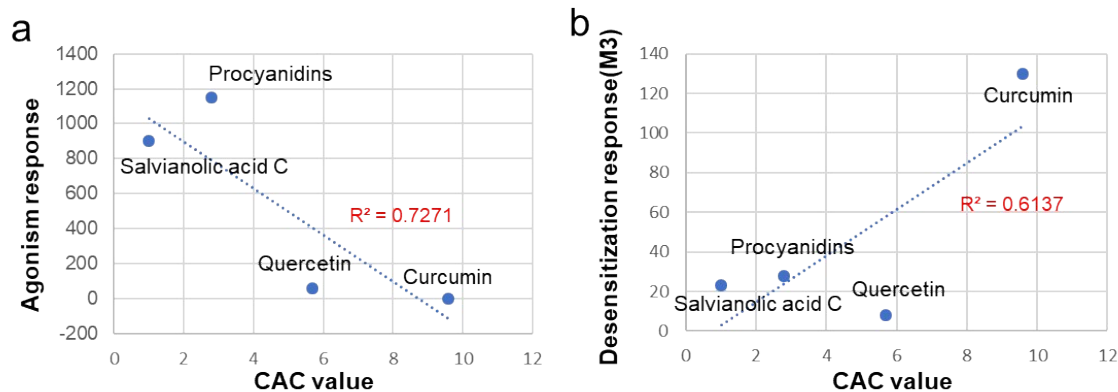 a
Agonism response
1400
1200
1000
800
600
400
200
0
-200
0 2 4 6 8 10 12
CAC value
Procyanidins
Salvianolic acid C
R² = 0.7271
Quercetin
Curcumin
b
Desensitization response(M3)
140
120
100
80
60
40
20
0
0 2 4 6 8 10 12
CAC value
Curcumin
R² = 0.6137
Procyanidins
Salvianolic acid C
Quercetin